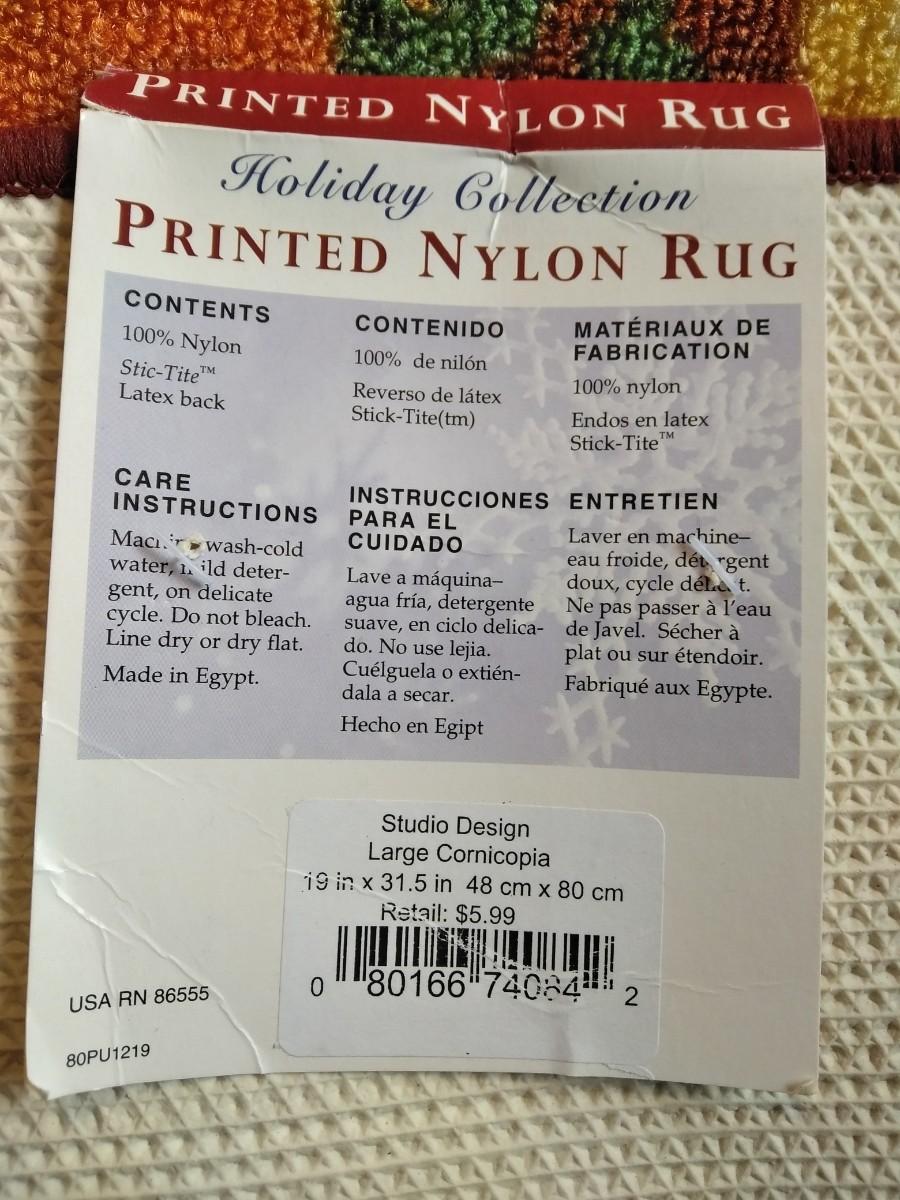 PRINTED NYLON RUG
Holiday Collection
PRINTED NYLON RUG
CONTENTS
100% Nylon
Stic-Tite™
Latex back
CARE
INSTRUCTIONS
Machine wash-cold
water, mild deter-
gent, on delicate
cycle. Do not bleach.
Line dry or dry flat.
Made in Egypt.
CONTENIDO
100% de nilón
Reverso de látex
Stick-Tite(tm)
INSTRUCCIONES
PARA EL
CUIDADO
Lave a máquina–
agua fría, detergente
suave, en ciclo delica-
do. No use lejia.
Cuélguela o extién-
dala a secar.
Hecho en Egipt
MATÉRIAUX DE
FABRICATION
100% nylon
Endos en latex
Stick-Tite™
ENTRETIEN
Laver en machine–
eau froide, détergent
doux, cycle délicat.
Ne pas passer à l'eau
de Javel. Sécher à
plat ou sur étendoir.
Fabriqué aux Egypte.
Studio Design
Large Cornicopia
19 in x 31.5 in 48 cm x 80 cm
Retail: $5.99
0 80166 74084 2
USA RN 86555
80PU1219